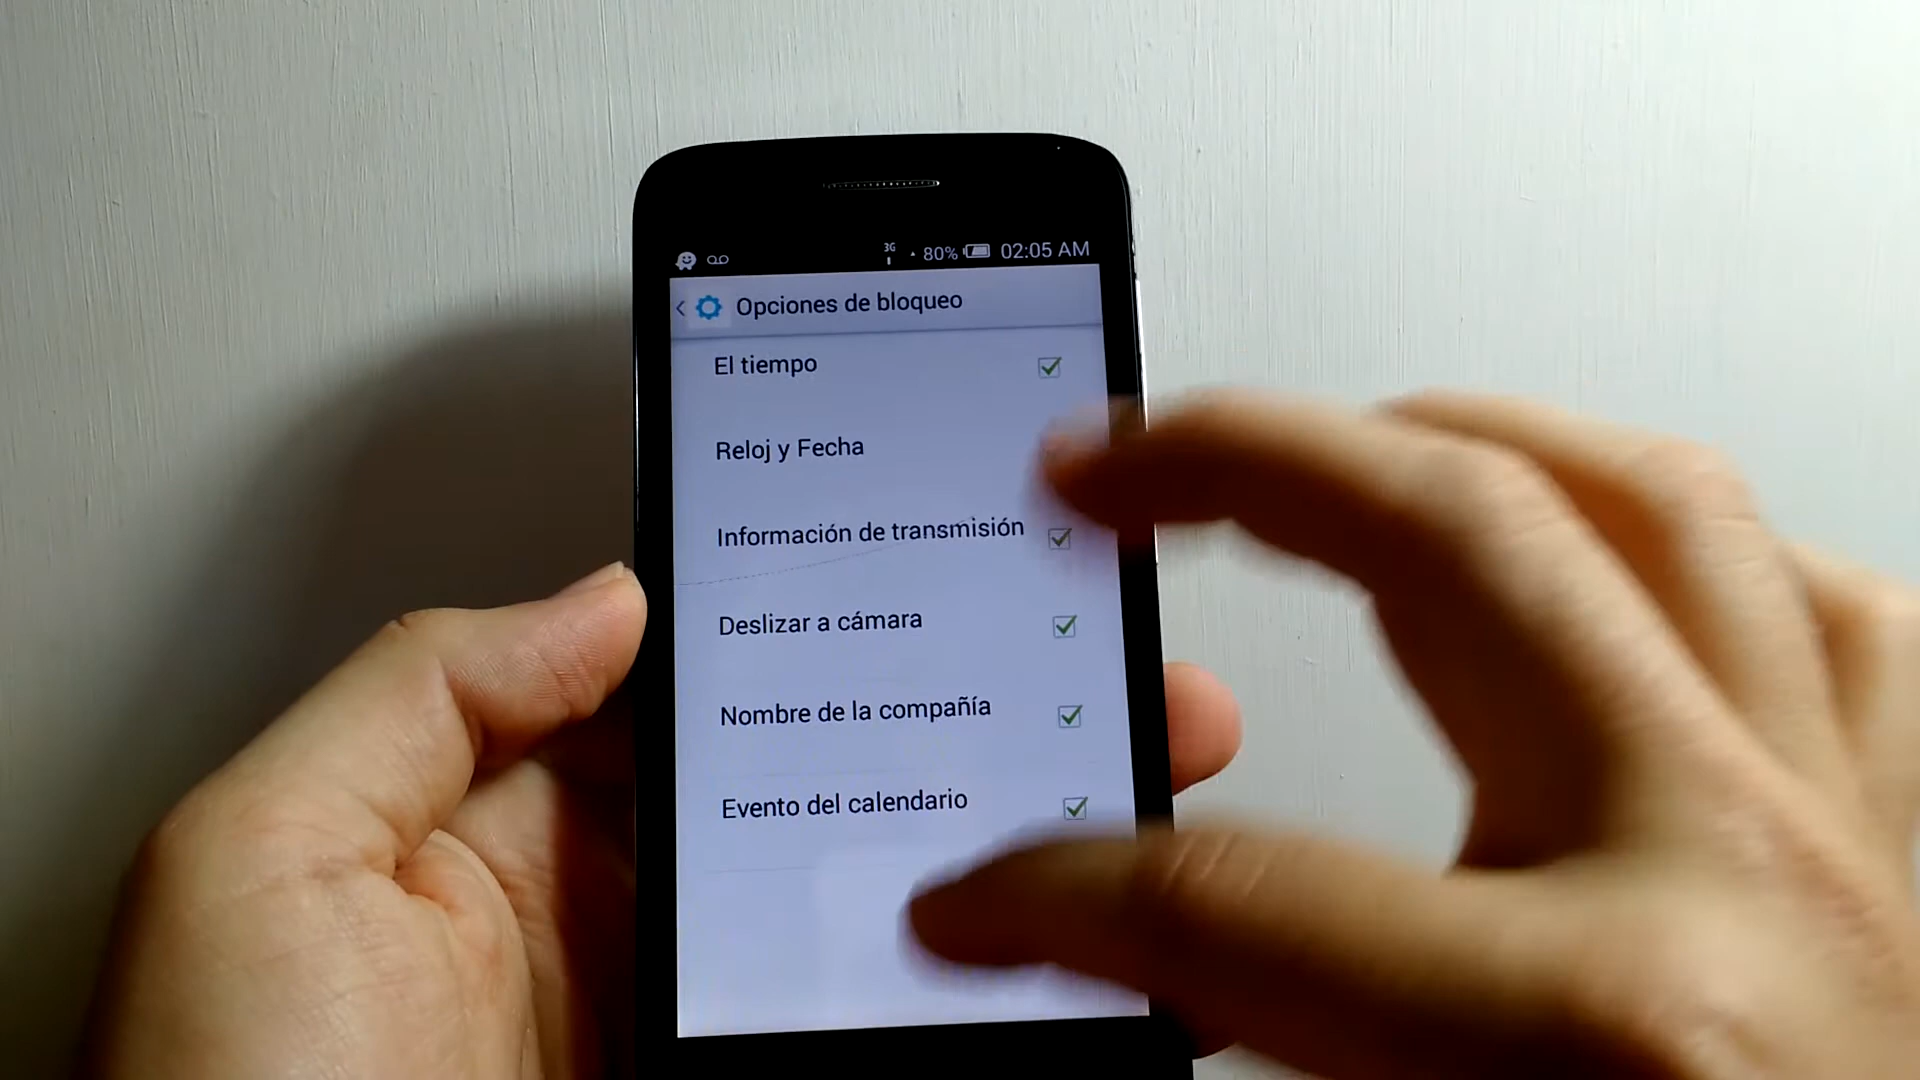 3G 80% 02:05 AM
Opciones de bloqueo
El tiempo
Reloj y Fecha
Información de transmisión
Deslizar a cámara
Nombre de la compañía
Evento del calendario